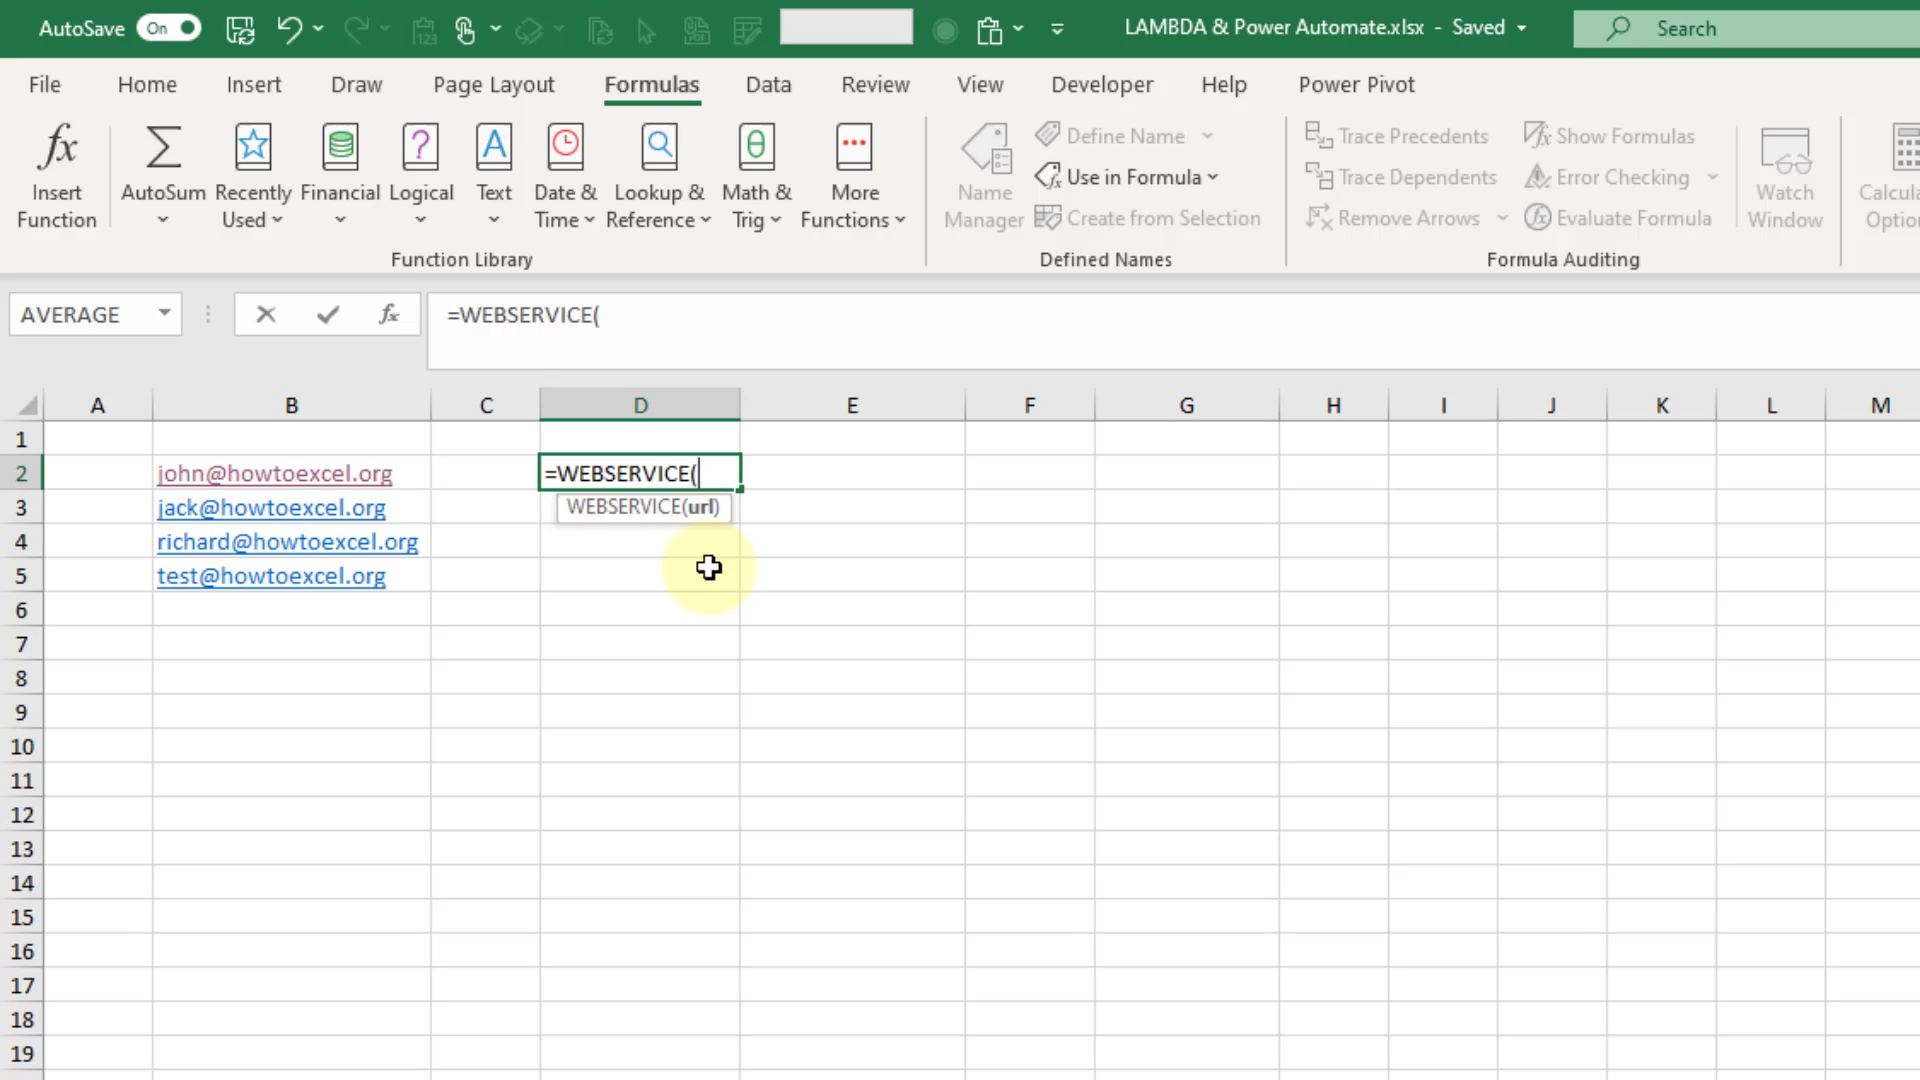 AutoSave On LAMBDA & Power Automate.xlsx - Saved Search
File Home Insert Draw Page Layout Formulas Data Review View Developer Help Power Pivot
fx θ
Insert Function
AutoSum
Recently Used
Financial
Logical
Text
Date & Time
Lookup & Reference
Math & Trig
More Functions
Function Library
Name Manager
Define Name
Use in Formula
Create from Selection
Defined Names
Trace Precedents
Trace Dependents
Remove Arrows
Show Formulas
Error Checking
Evaluate Formula
Formula Auditing
Watch Window
AVERAGE fx =WEBSERVICE(
A B C D E F G H I J K L M
1
2 john@howtoexcel.org =WEBSERVICE(
3 jack@howtoexcel.org WEBSERVICE(url)
4 richard@howtoexcel.org
5 test@howtoexcel.org
6
7
8
9
10
11
12
13
14
15
16
17
18
19